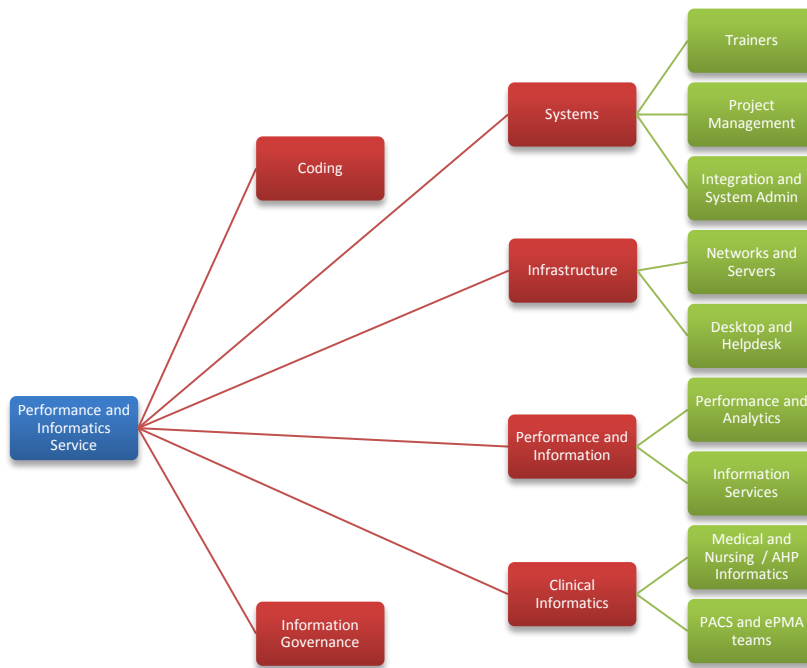 Trainers
Systems
Project
Management
Coding
Integration and
System Admin
Networks and
Servers
Infrastructure
Desktop and
Helpdesk
Performance and
Informatics
Service
Performance and
Analytics
Performance and
Information
Information
Services
Medical and
Nursing / AHP
Informatics
Clinical
Informatics
Information
Governance
PACS and ePMA
teams